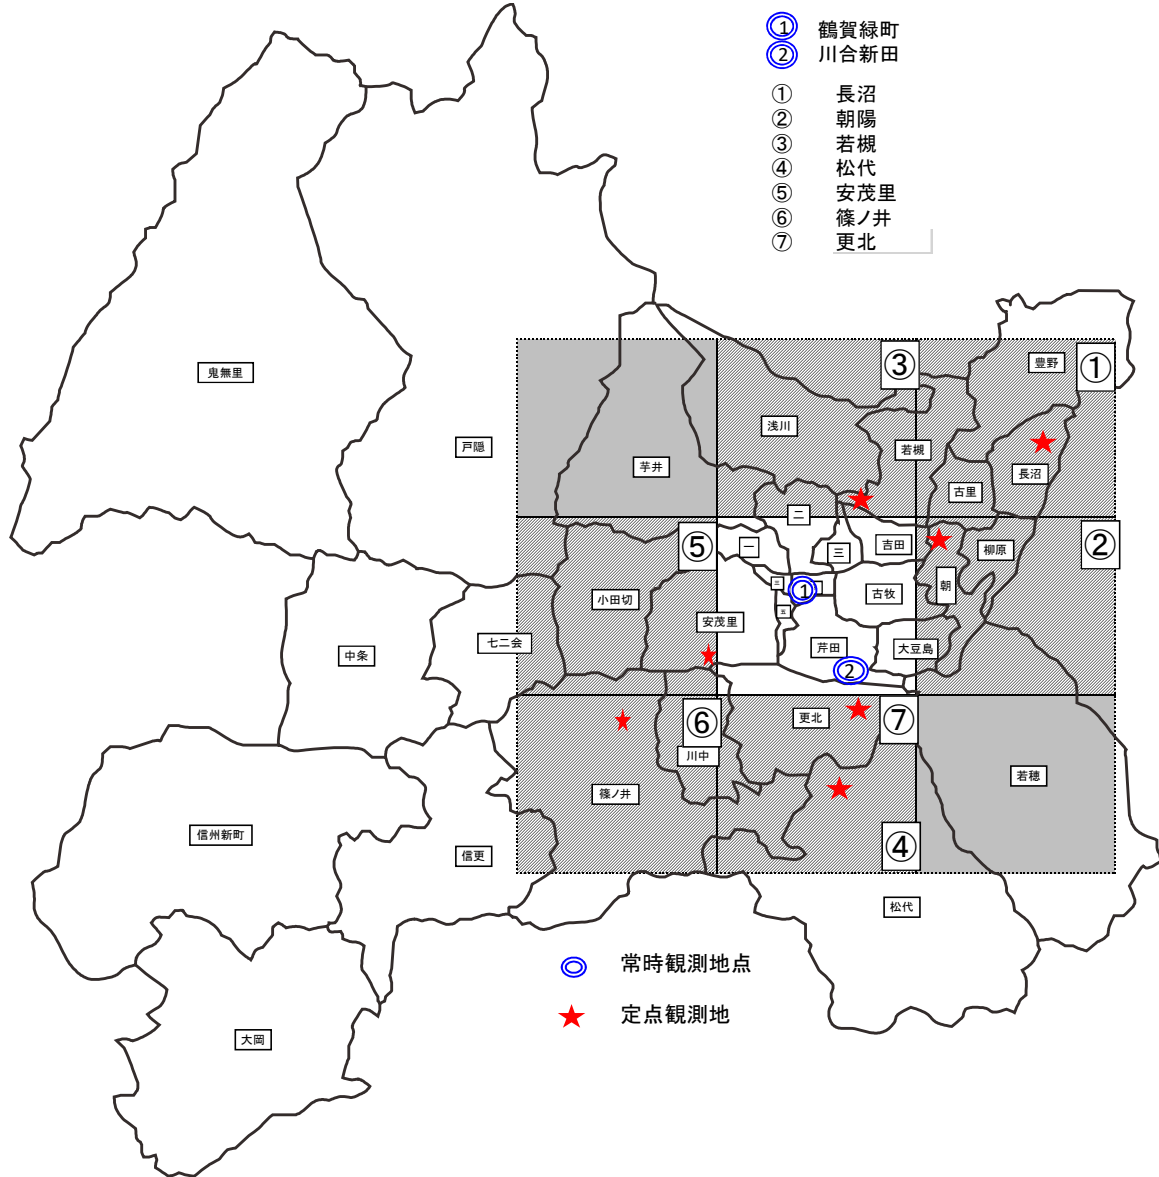 ① 鶴賀緑町
② 川合新田
① 長沼
② 朝陽
③ 若槻
④ 松代
⑤ 安茂里
⑥ 篠ノ井
⑦ 更北
③
豊野
①
鬼無里
浅川
戸隠
芋井
若槻
長沼
古里
二
⑤
一
三
吉田
柳原
②
小田切
①
古牧
朝
安茂里
七二会
中条
芹田
大豆島
②
⑥
更北
⑦
川中
若穂
篠ノ井
信州新町
信更
④
松代
常時観測地点
定点観測地
大岡